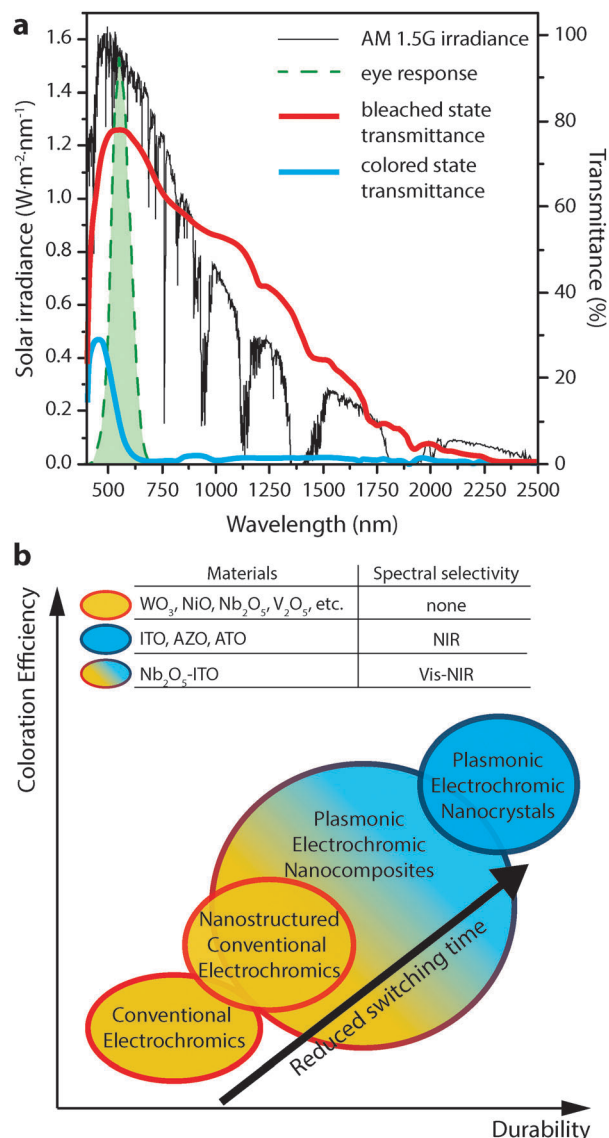 a
AM 1.5G irradiance
eye response
bleached state
transmittance
colored state
transmittance
Solar irradiance (W·m⁻²·nm⁻¹)
1.6
1.4
1.2
1.0
0.8
0.6
0.4
0.2
0.0
100
80
60
40
20
0
Transmittance (%)
500 750 1000 1250 1500 1750 2000 2250 2500
Wavelength (nm)
b
Materials Spectral selectivity
WO₃, NiO, Nb₂O₅, V₂O₅, etc. none
ITO, AZO, ATO NIR
Nb₂O₅-ITO Vis-NIR
Coloration Efficiency
Plasmonic
Electrochromic
Nanocrystals
Plasmonic
Electrochromic
Nanocomposites
Nanostructured
Conventional
Electrochromics
Conventional
Electrochromics
Reduced switching time
Durability